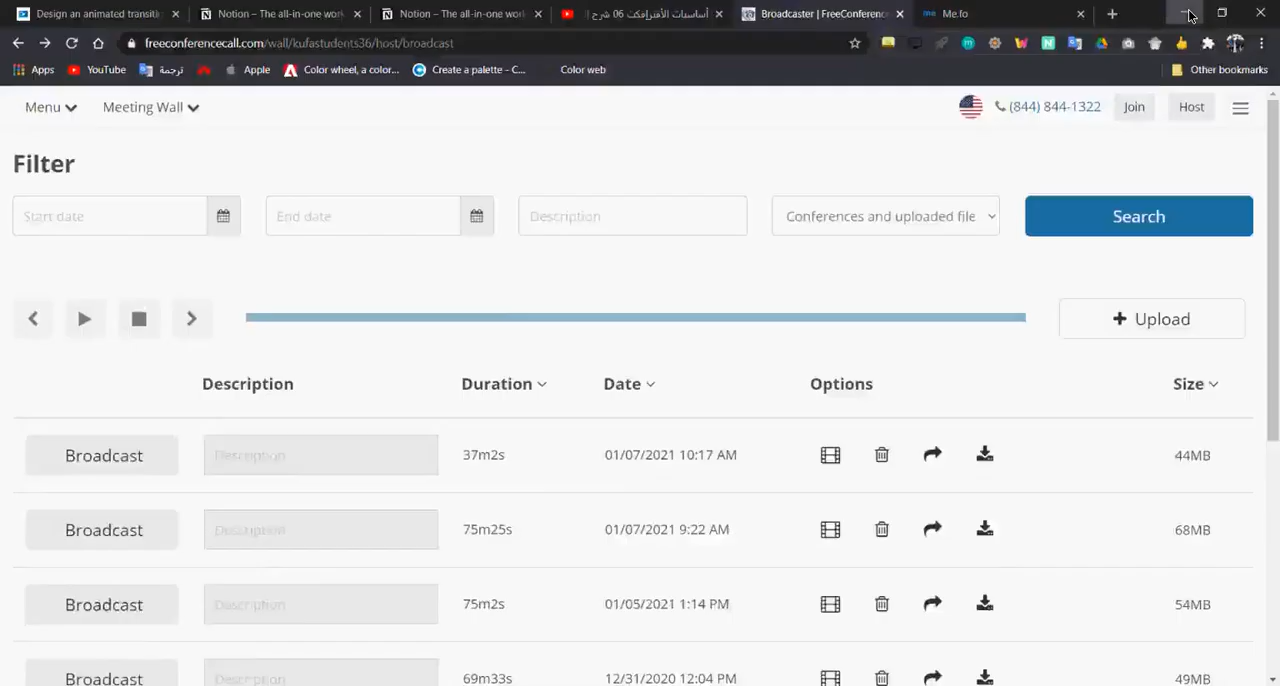 Design an animated transiti
Notion – The all-in-one work
Notion – The all-in-one work
أساسيات الأفترإفكت 06 شرح ا
Broadcaster | FreeConference
Me.fo
freeconferencecall.com/wall/kufastudents36/host/broadcast
Apps
YouTube
ترجمة
Apple
Color wheel, a color...
Create a palette - C...
Color web
Other bookmarks
Menu
Meeting Wall
(844) 844-1322
Join
Host
Filter
Start date
End date
Description
Conferences and uploaded file
Search
+ Upload
Description Duration Date Options Size
Broadcast Description 37m2s 01/07/2021 10:17 AM 44MB
Broadcast Description 75m25s 01/07/2021 9:22 AM 68MB
Broadcast Description 75m2s 01/05/2021 1:14 PM 54MB
Broadcast Description 69m33s 12/31/2020 12:04 PM 49MB